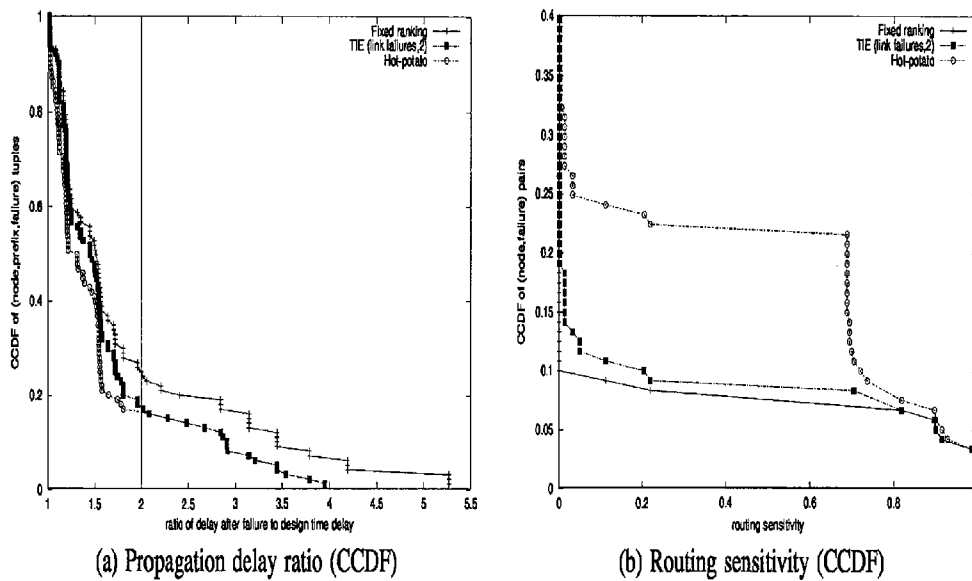 Fixed ranking
TIE (link failures,2)
Hot-potato
CCDF of (node,prefix,failure) tuples
1
0.8
0.6
0.4
0.2
0
1
1.5
2
2.5
3
3.5
4
4.5
5
5.5
ratio of delay after failure to design time delay
(a) Propagation delay ratio (CCDF)
Fixed ranking
TIE (link failures,2)
Hot-potato
CCDF of (node,failure) pairs
0.4
0.35
0.3
0.25
0.2
0.15
0.1
0.05
0
0
0.2
0.4
0.6
0.8
routing sensitivity
(b) Routing sensitivity (CCDF)